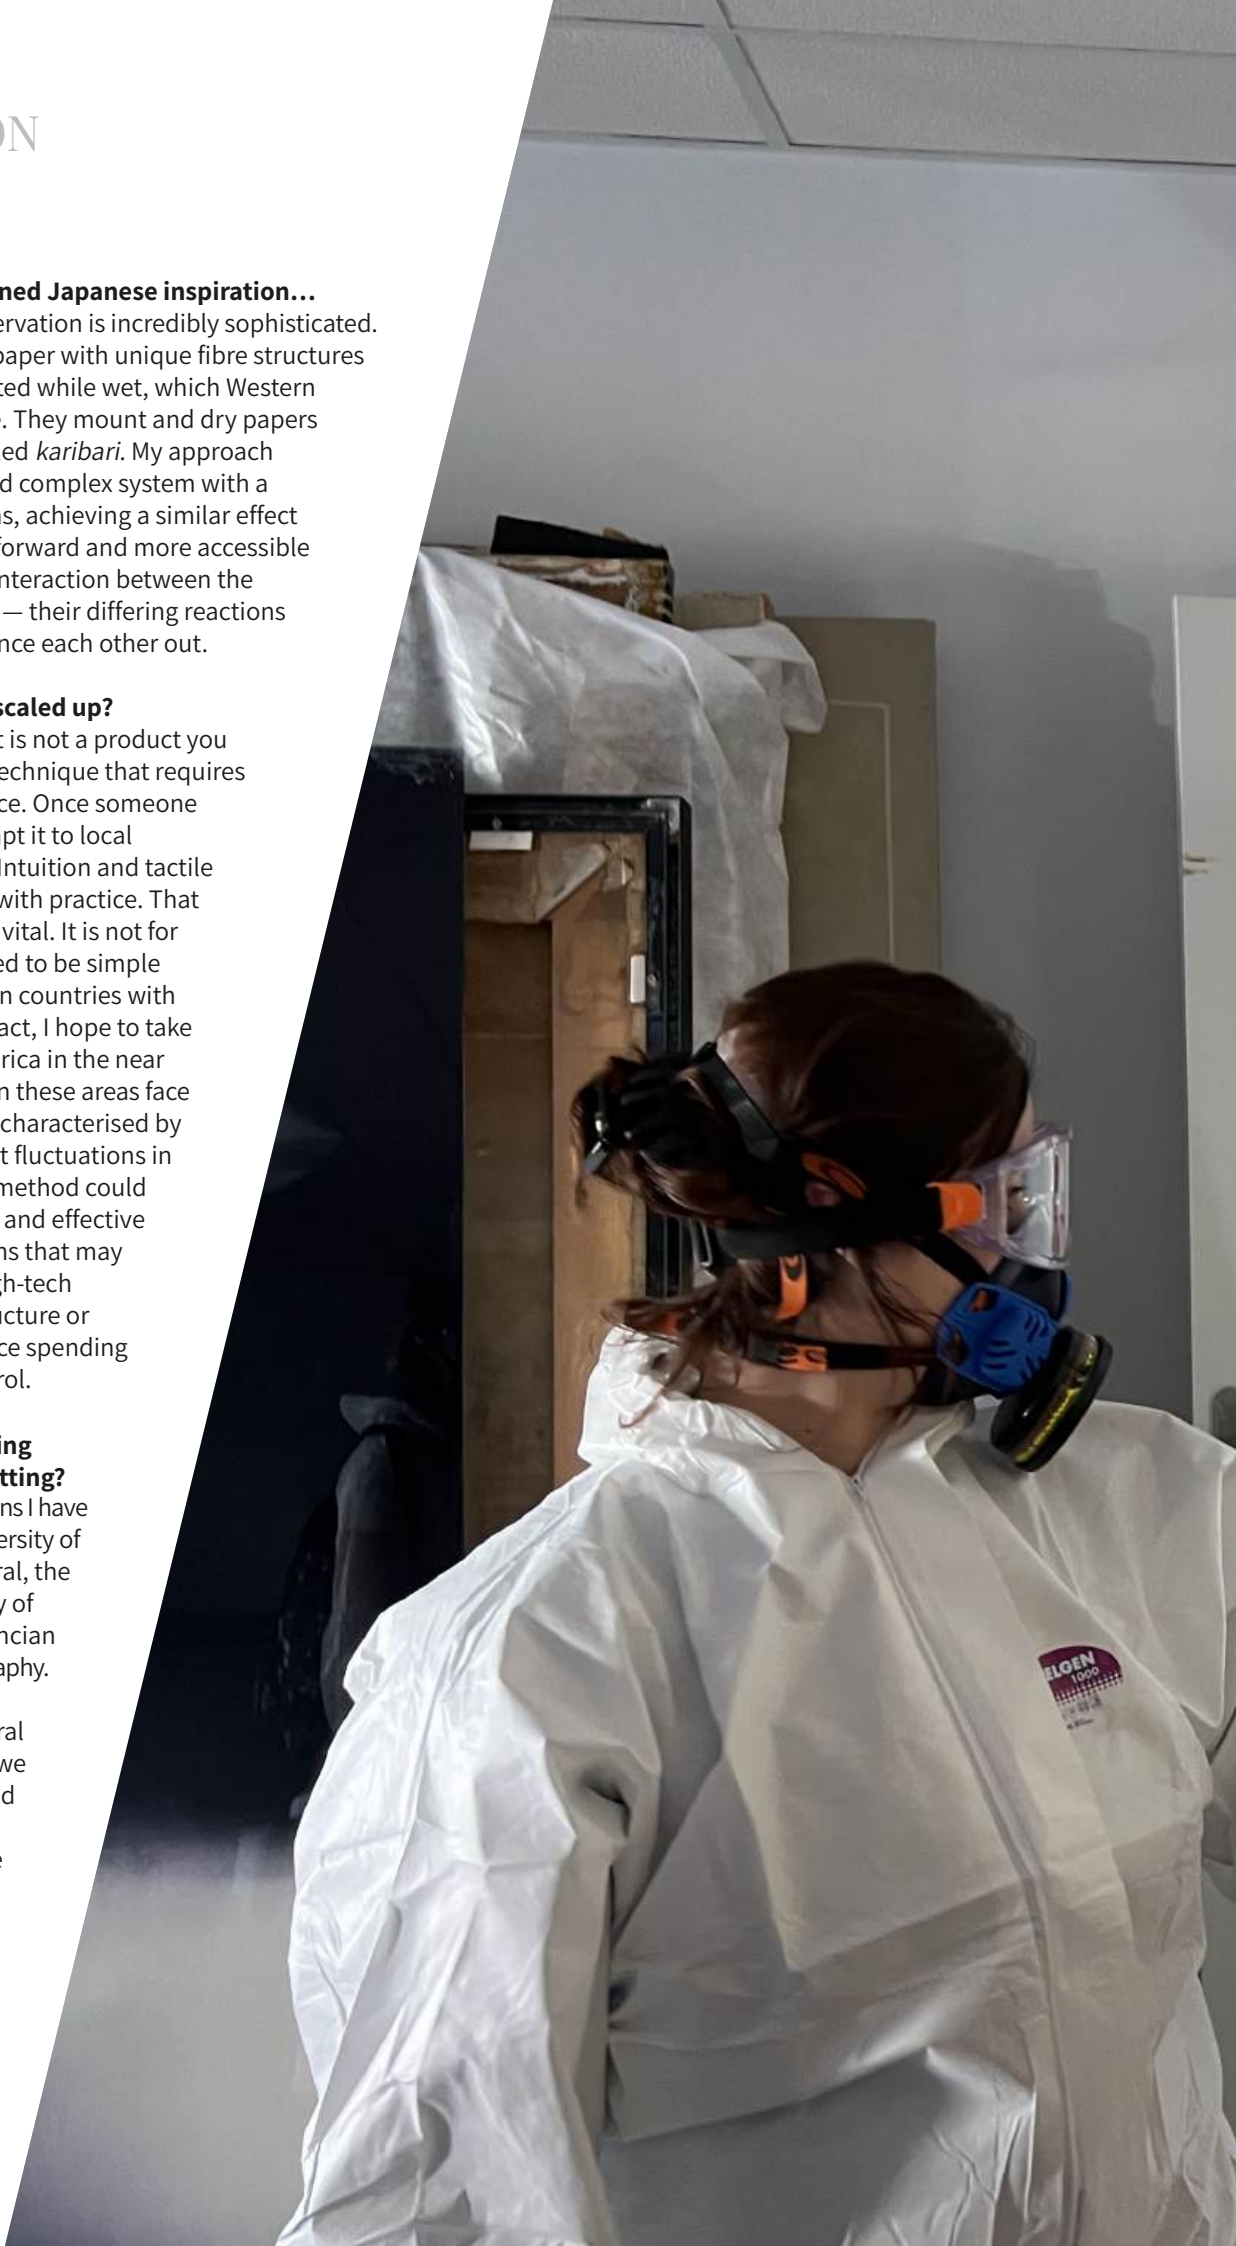 ON
ned Japanese inspiration…
ervation is incredibly sophisticated.
paper with unique fibre structures
ted while wet, which Western
. They mount and dry papers
ed karibari. My approach
d complex system with a
s, achieving a similar effect
forward and more accessible
nteraction between the
— their differing reactions
nce each other out.
scaled up?
t is not a product you
echnique that requires
ce. Once someone
pt it to local
Intuition and tactile
with practice. That
vital. It is not for
ed to be simple
n countries with
act, I hope to take
rica in the near
n these areas face
characterised by
t fluctuations in
method could
and effective
ns that may
gh-tech
ucture or
ce spending
rol.
ing
tting?
ns I have
ersity of
ral, the
y of
ncian
aphy.
ral
we
d
e
ELGEN
1000